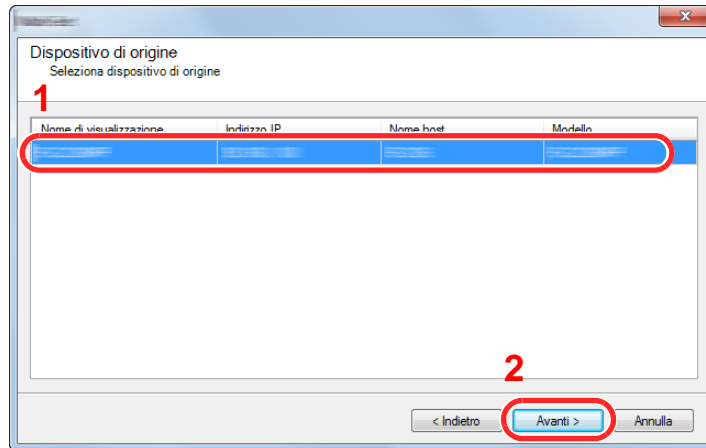 Dispositivo di origine
Seleziona dispositivo di origine
1
Nome di visualizzazione Indirizzo IP Nome host Modello
2
< Indietro Avanti > Annulla